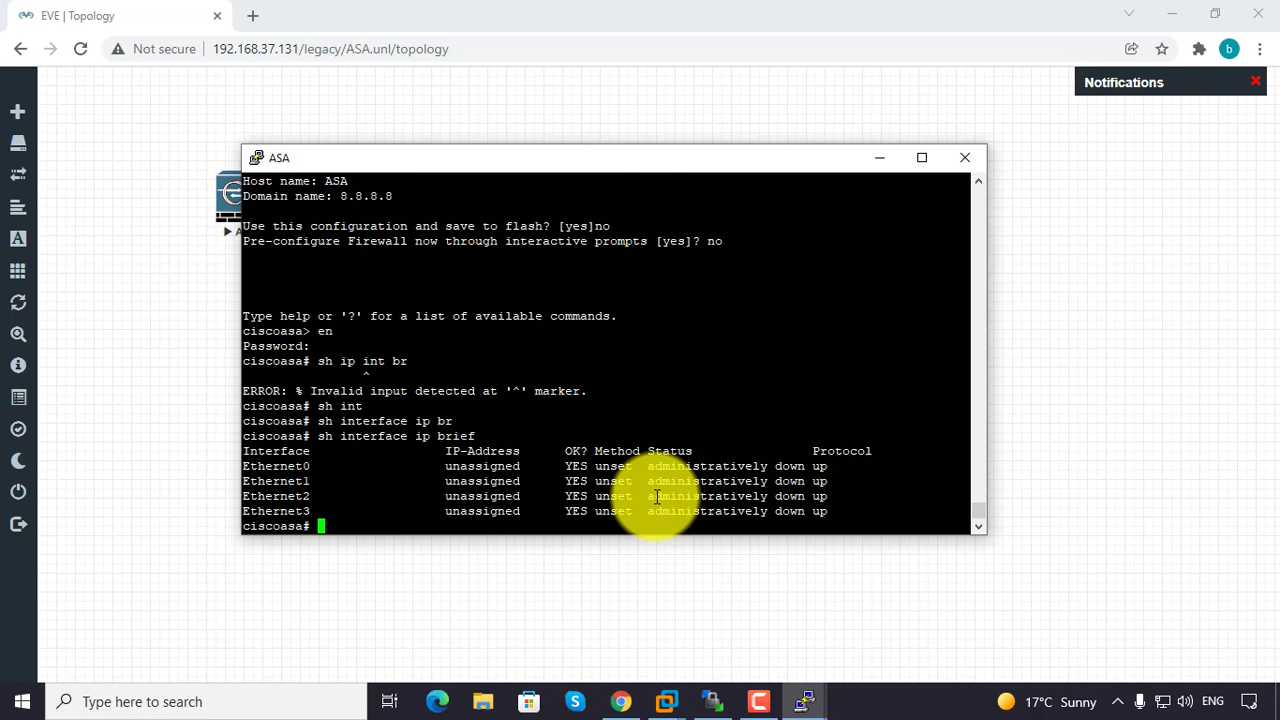 EVE | Topology
Not secure
192.168.37.131/legacy/ASA.unl/topology
b
Notifications
ASA
Host name: ASA
Domain name: 8.8.8.8
Use this configuration and save to flash? [yes]no
Pre-configure Firewall now through interactive prompts [yes]? no
Type help or '?' for a list of available commands.
ciscoasa> en
Password:
ciscoasa# sh ip int br
^
ERROR: % Invalid input detected at '^' marker.
ciscoasa# sh int
ciscoasa# sh interface ip br
ciscoasa# sh interface ip brief
Interface IP-Address OK? Method Status Protocol
Ethernet0 unassigned YES unset administratively down up
Ethernet1 unassigned YES unset administratively down up
Ethernet2 unassigned YES unset administratively down up
Ethernet3 unassigned YES unset administratively down up
ciscoasa#
Type here to search
17°C Sunny
ENG